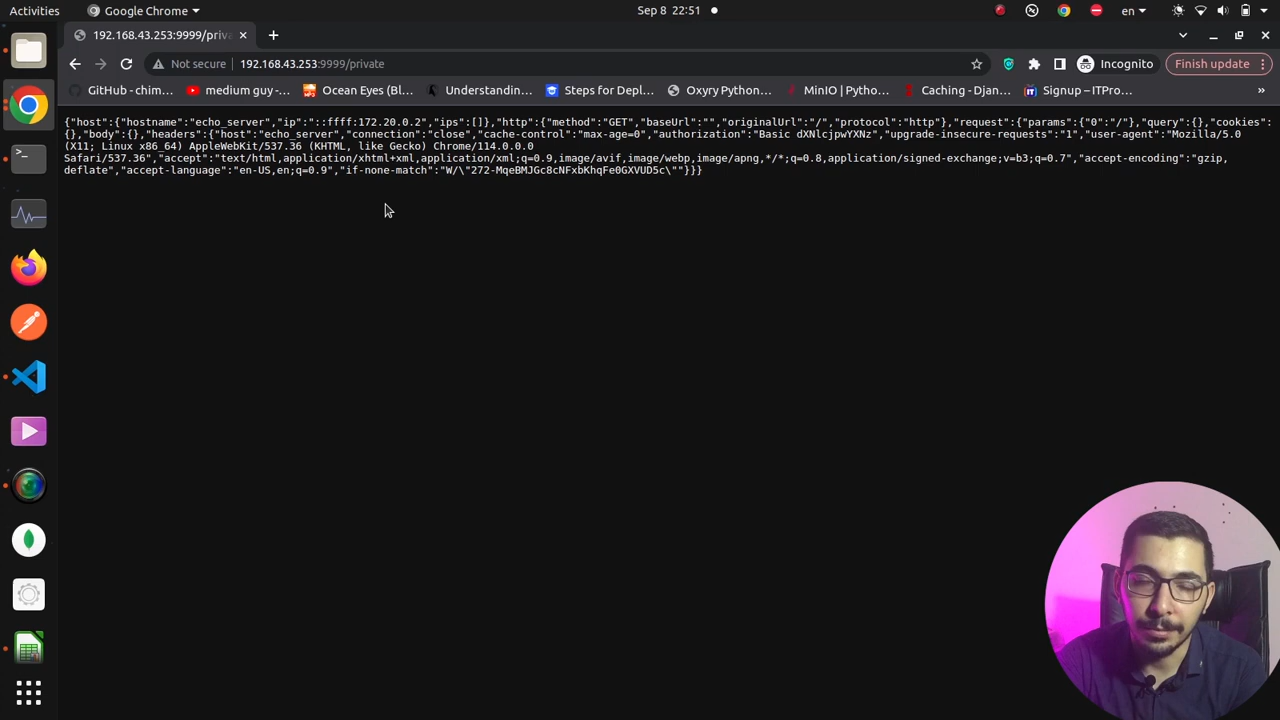 Activities Google Chrome Sep 8 22:51 en
192.168.43.253:9999/priva
Not secure 192.168.43.253:9999/private Incognito Finish update
GitHub - chim… medium guy -… Ocean Eyes (Bl… Understandin… Steps for Depl… Oxyry Python… MinIO | Pytho… Caching - Djan… Signup – ITPro… »
{"host":{"hostname":"echo_server","ip":"::ffff:172.20.0.2","ips":[]},"http":{"method":"GET","baseUrl":"","originalUrl":"/","protocol":"http"},"request":{"params":{"0":"/"},"query":{},"cookies":
{},"body":{},"headers":{"host":"echo_server","connection":"close","cache-control":"max-age=0","authorization":"Basic dXNlcjpwYXNz","upgrade-insecure-requests":"1","user-agent":"Mozilla/5.0
(X11; Linux x86_64) AppleWebKit/537.36 (KHTML, like Gecko) Chrome/114.0.0.0
Safari/537.36","accept":"text/html,application/xhtml+xml,application/xml;q=0.9,image/avif,image/webp,image/apng,*/*;q=0.8,application/signed-exchange;v=b3;q=0.7","accept-encoding":"gzip,
deflate","accept-language":"en-US,en;q=0.9","if-none-match":"W/\"272-MqeBMJGc8cNFxbKhqFe0GXVUD5c\""}}}